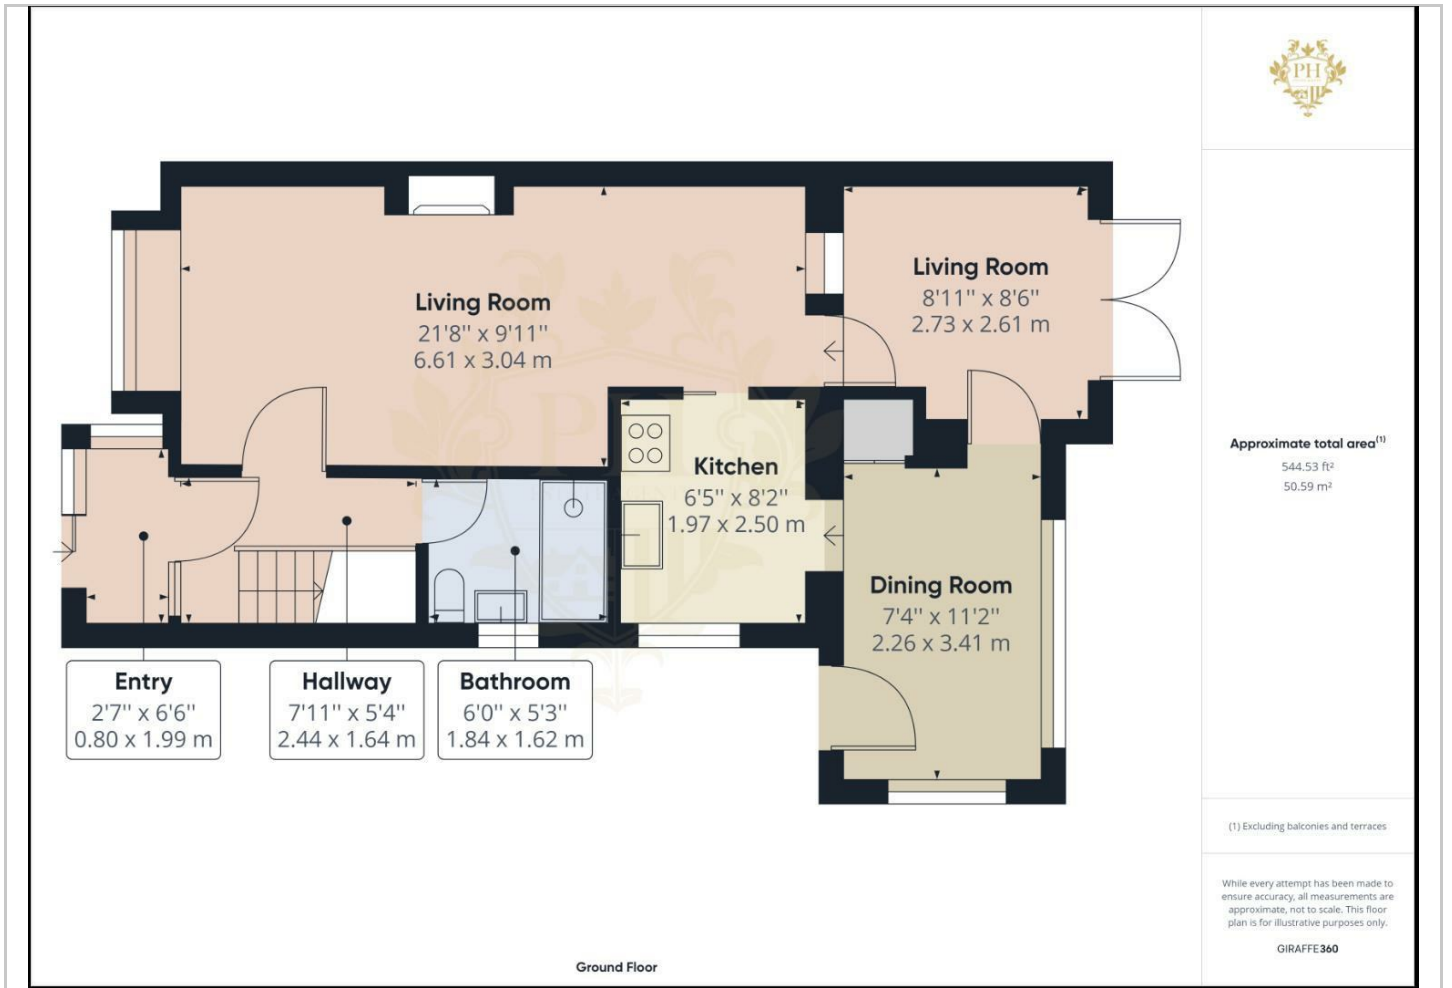 PH
Living Room
8'11" x 8'6"
2.73 x 2.61 m
Living Room
21'8" x 9'11"
6.61 x 3.04 m
Kitchen
6'5" x 8'2"
1.97 x 2.50 m
Dining Room
7'4" x 11'2"
2.26 x 3.41 m
Entry
2'7" x 6'6"
0.80 x 1.99 m
Hallway
7'11" x 5'4"
2.44 x 1.64 m
Bathroom
6'0" x 5'3"
1.84 x 1.62 m
Ground Floor
Approximate total area(1)
544.53 ft²
50.59 m²
(1) Excluding balconies and terraces
While every attempt has been made to
ensure accuracy, all measurements are
approximate, not to scale. This floor
plan is for illustrative purposes only.
GIRAFFE360